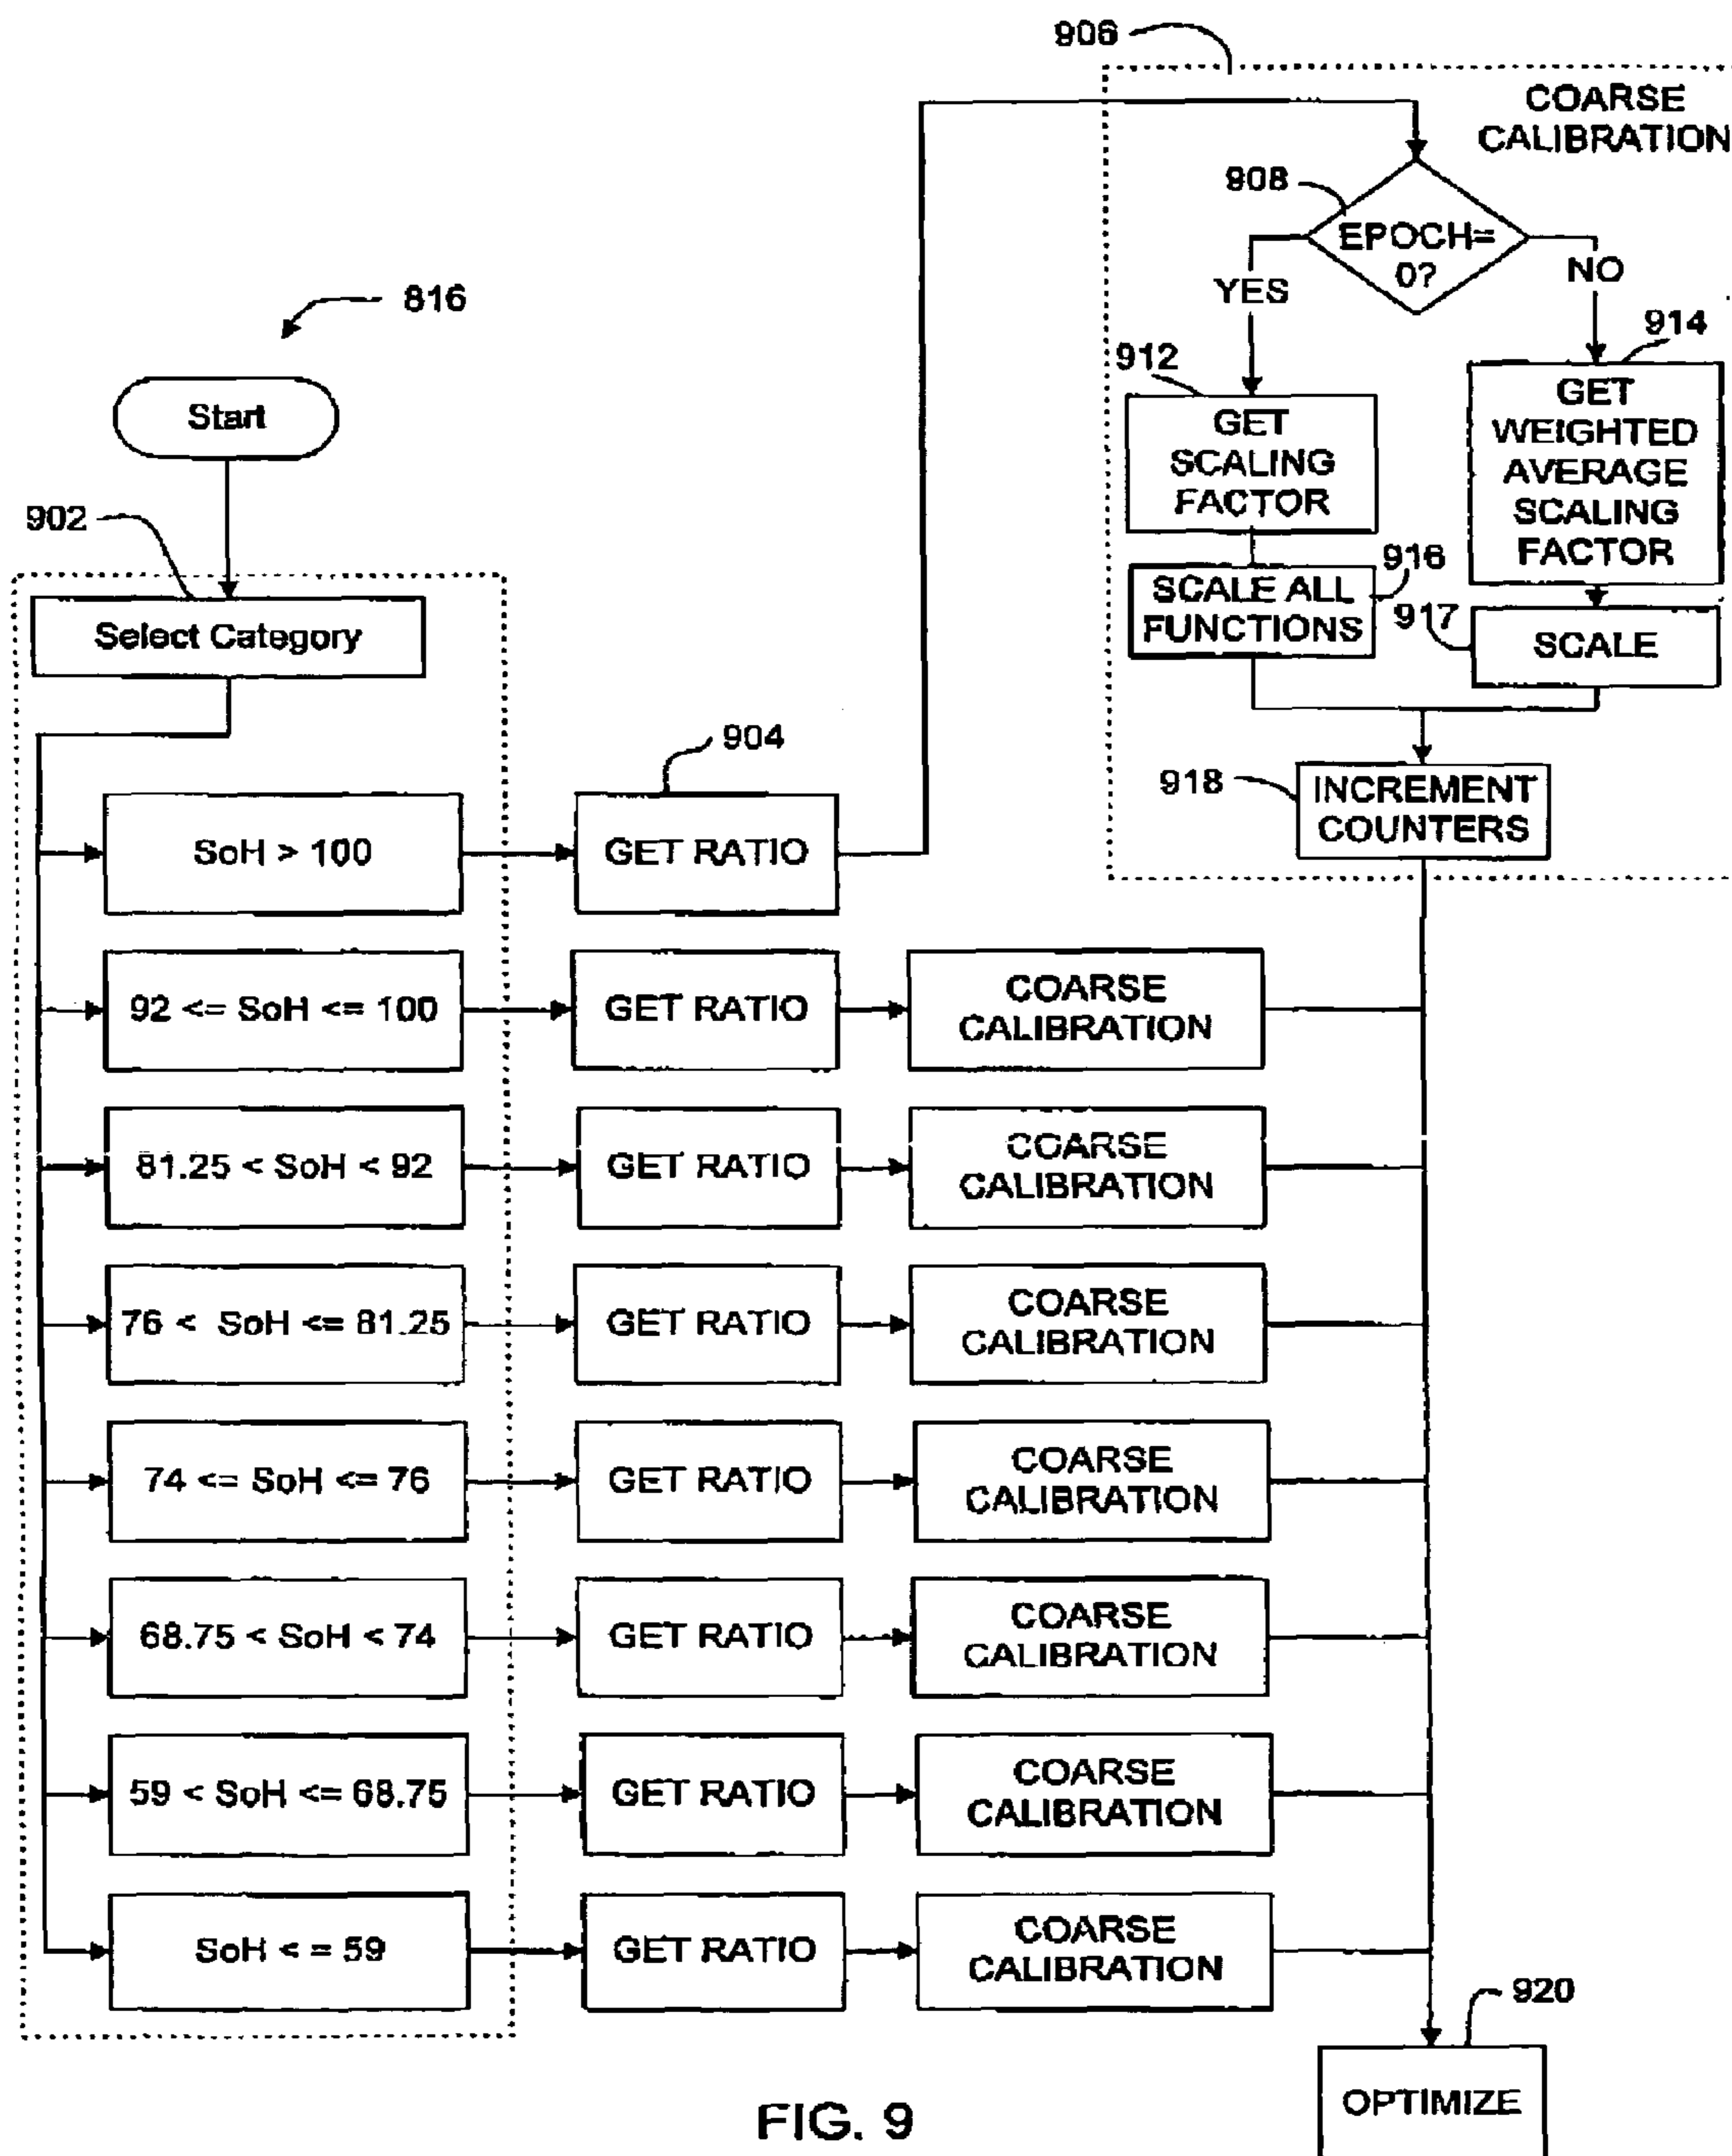 906
COARSE
CALIBRATION
908
EPOCH=
0?
YES
NO
816
912
914
Start
GET
SCALING
FACTOR
GET
WEIGHTED
AVERAGE
SCALING
FACTOR
902
916
SCALE ALL
FUNCTIONS
917
SCALE
Select Category
904
918
INCREMENT
COUNTERS
SoH > 100
GET RATIO
92 <= SoH <= 100
GET RATIO
COARSE
CALIBRATION
81.25 < SoH < 92
GET RATIO
COARSE
CALIBRATION
76 < SoH <= 81.25
GET RATIO
COARSE
CALIBRATION
74 <= SoH <= 76
GET RATIO
COARSE
CALIBRATION
68.75 < SoH < 74
GET RATIO
COARSE
CALIBRATION
59 < SoH <= 68.75
GET RATIO
COARSE
CALIBRATION
SoH < = 59
GET RATIO
COARSE
CALIBRATION
920
OPTIMIZE
FIG. 9